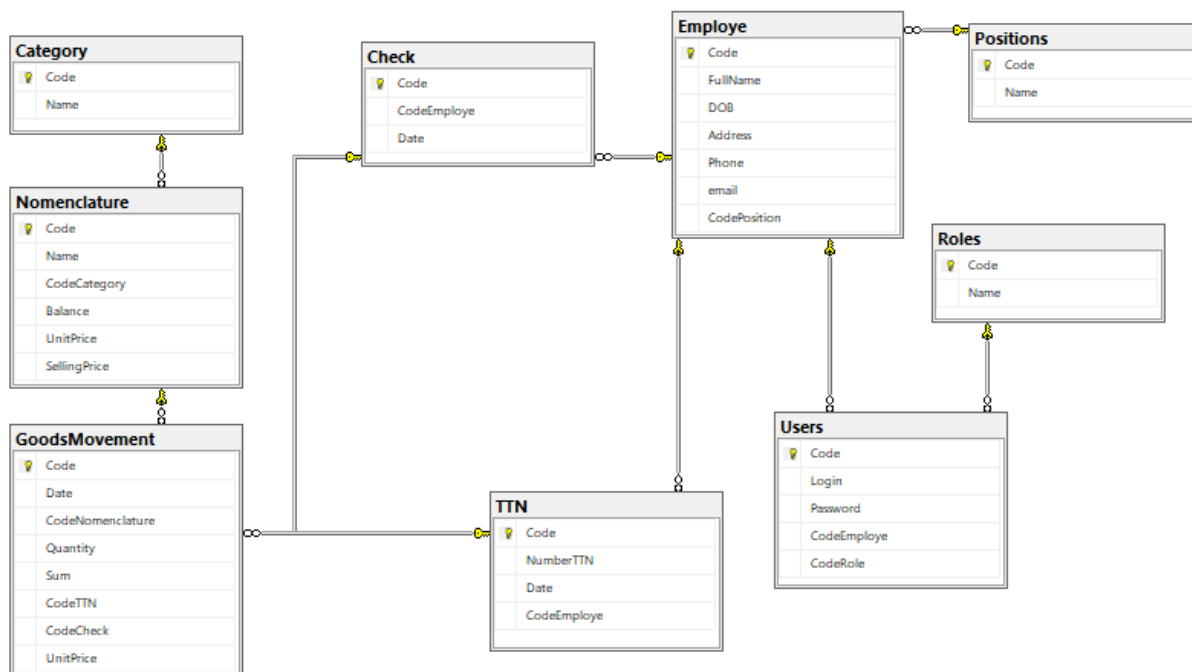 Category
Code
Name
Nomenclature
Code
Name
CodeCategory
Balance
UnitPrice
SellingPrice
GoodsMovement
Code
Date
CodeNomenclature
Quantity
Sum
CodeTTN
CodeCheck
UnitPrice
Check
Code
CodeEmploye
Date
TTN
Code
NumberTTN
Date
CodeEmploye
Employe
Code
FullName
DOB
Address
Phone
email
CodePosition
Positions
Code
Name
Roles
Code
Name
Users
Code
Login
Password
CodeEmploye
CodeRole